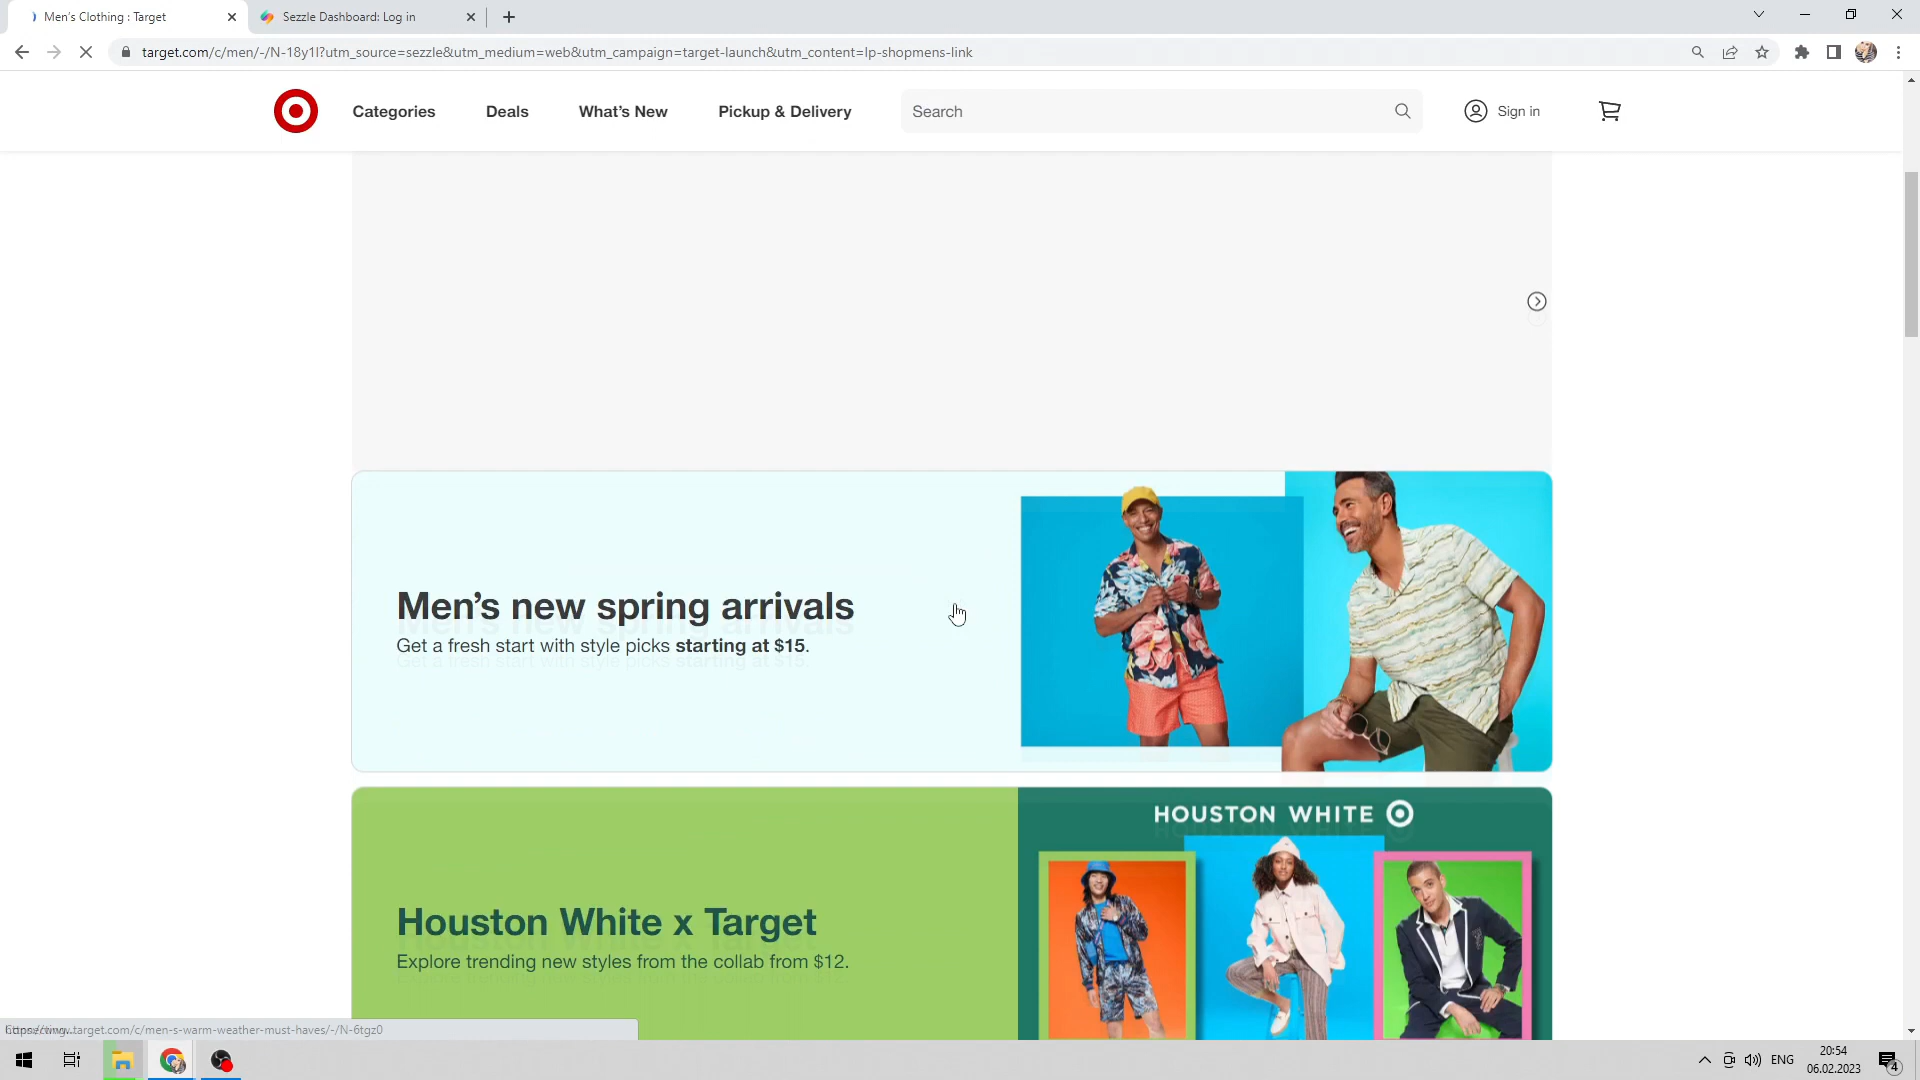 Men's Clothing : Target
Sezzle Dashboard: Log in
target.com/c/men/-/N-18y1l?utm_source=sezzle&utm_medium=web&utm_campaign=target-launch&utm_content=lp-shopmens-link
Categories
Deals
What's New
Pickup & Delivery
Search
Sign in
Men's new spring arrivals
Get a fresh start with style picks starting at $15.
HOUSTON WHITE
Houston White x Target
Explore trending new styles from the collab from $12.
target.com/c/men-s-warm-weather-must-haves/-/N-6tgz0
ENG
20:54
06.02.2023
4